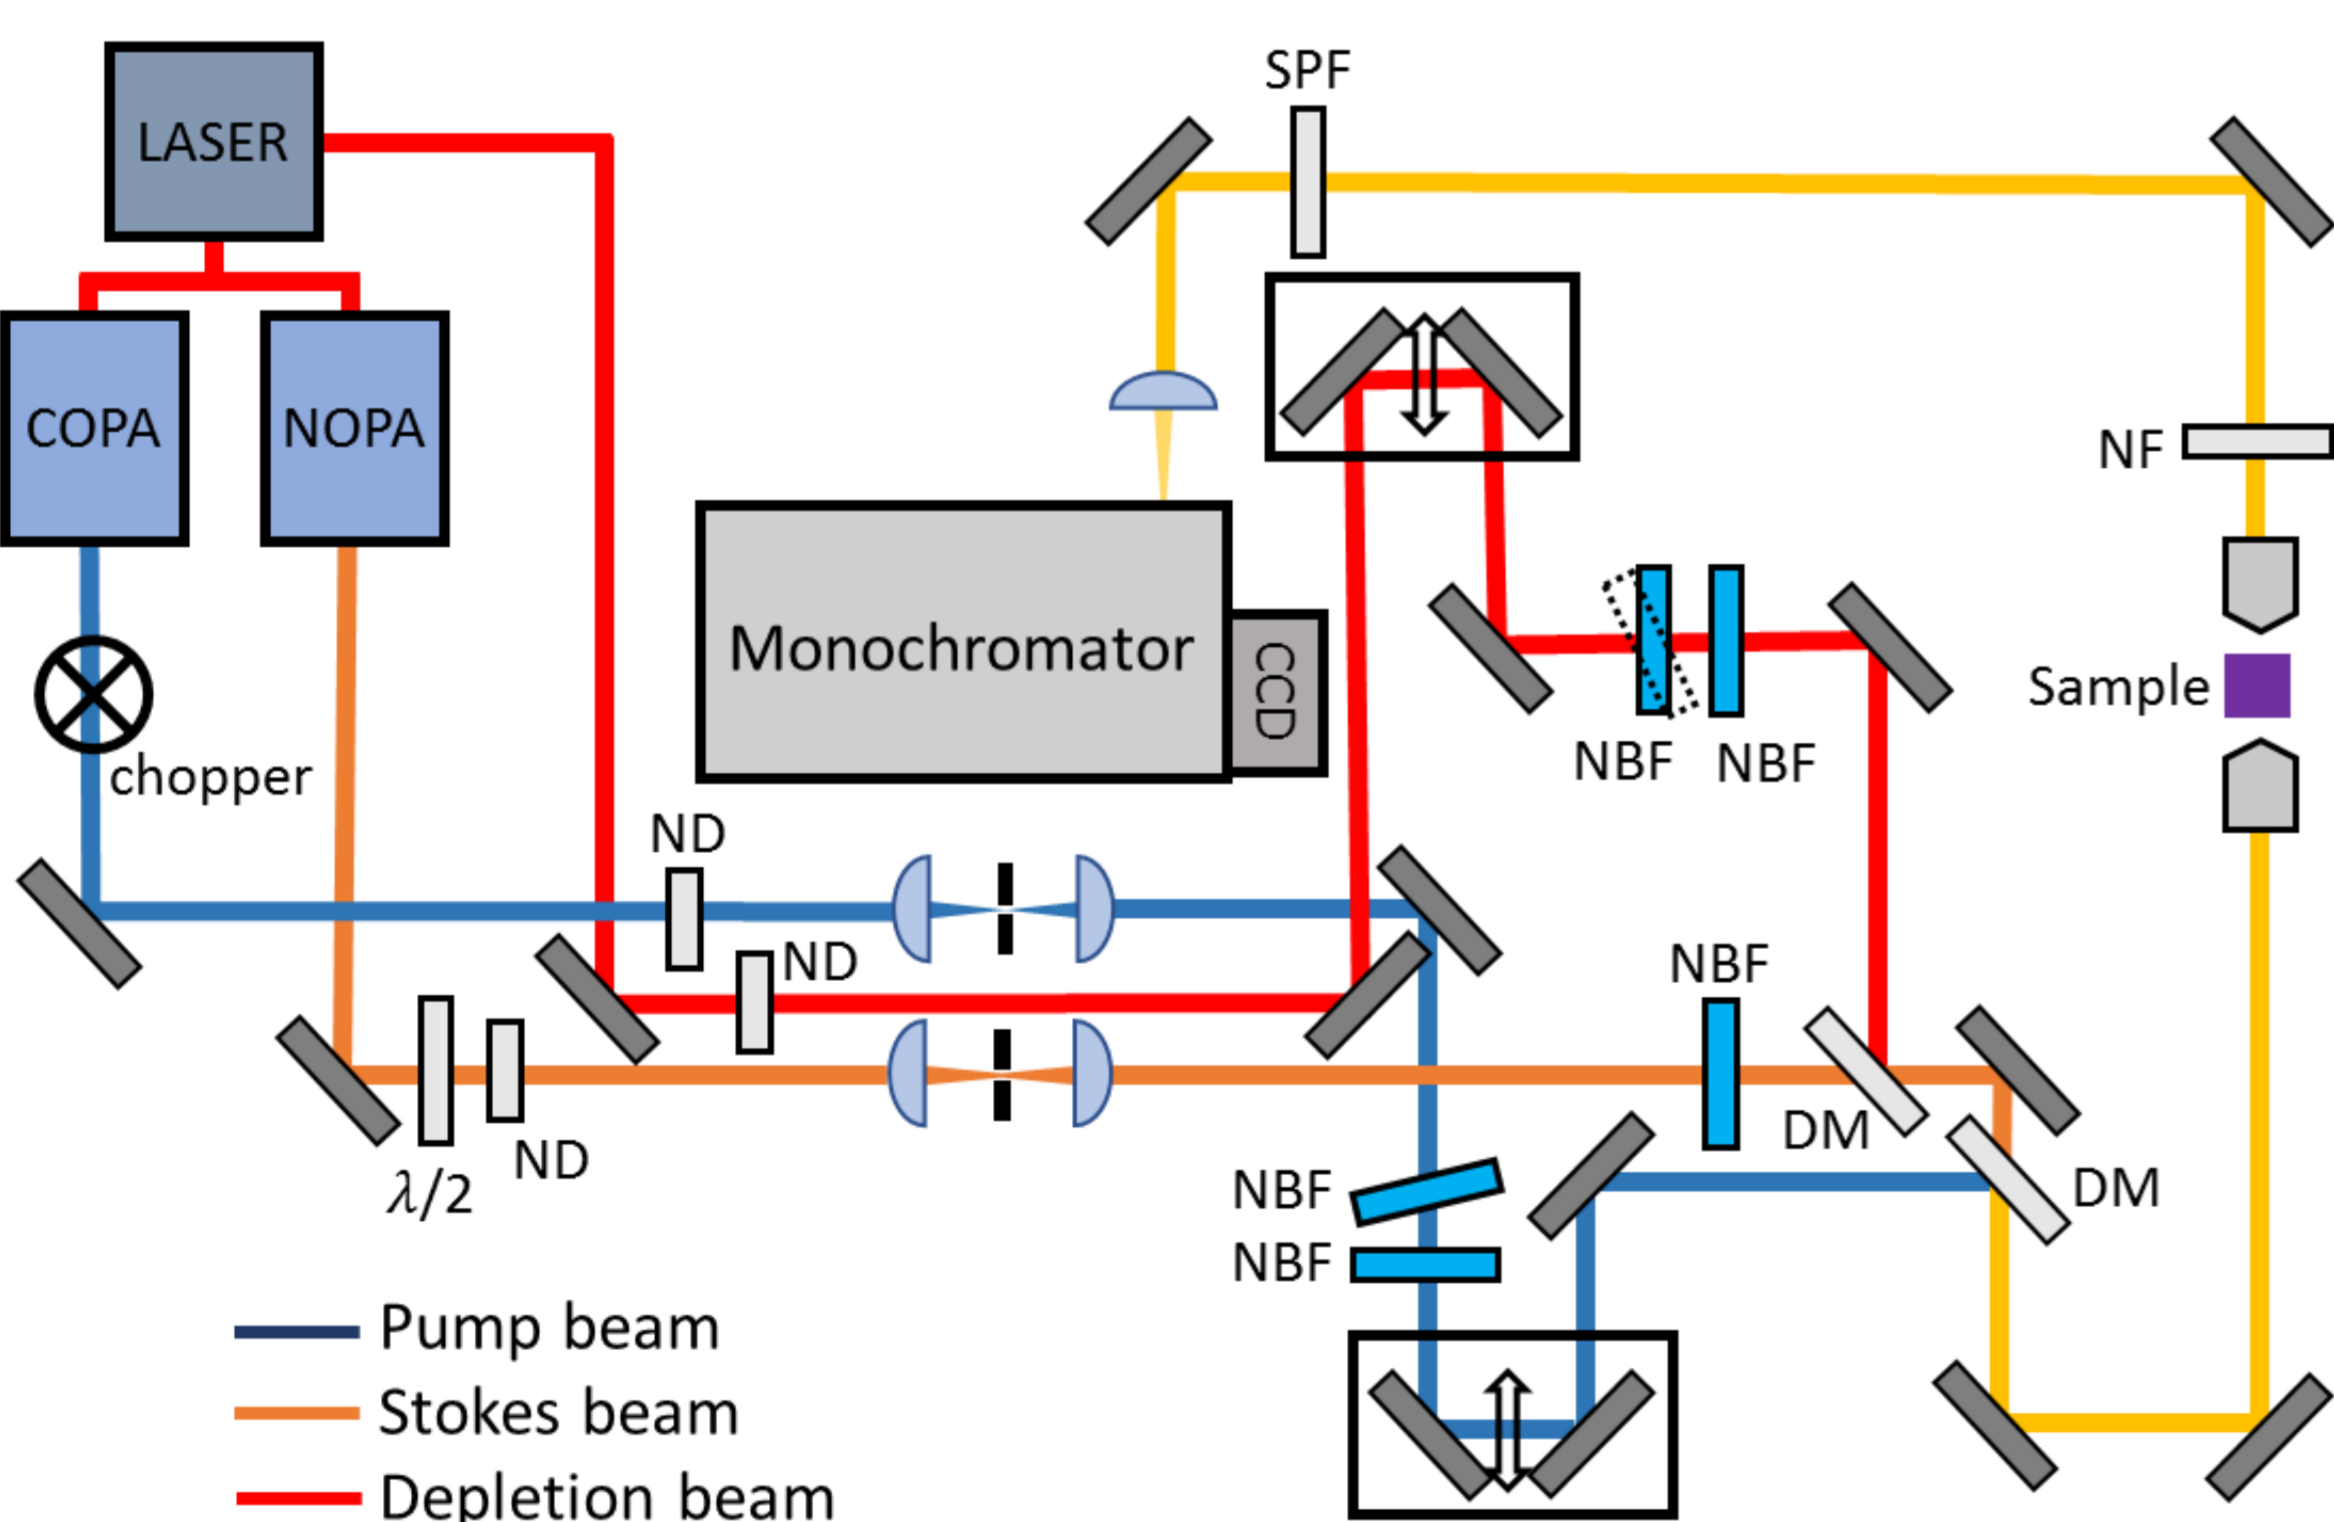 SPF
LASER
COPA
NOPA
NF
Monochromator
CCD
Sample
NBF
NBF
chopper
ND
ND
NBF
DM
ND
λ/2
NBF
DM
NBF
Pump beam
Stokes beam
Depletion beam